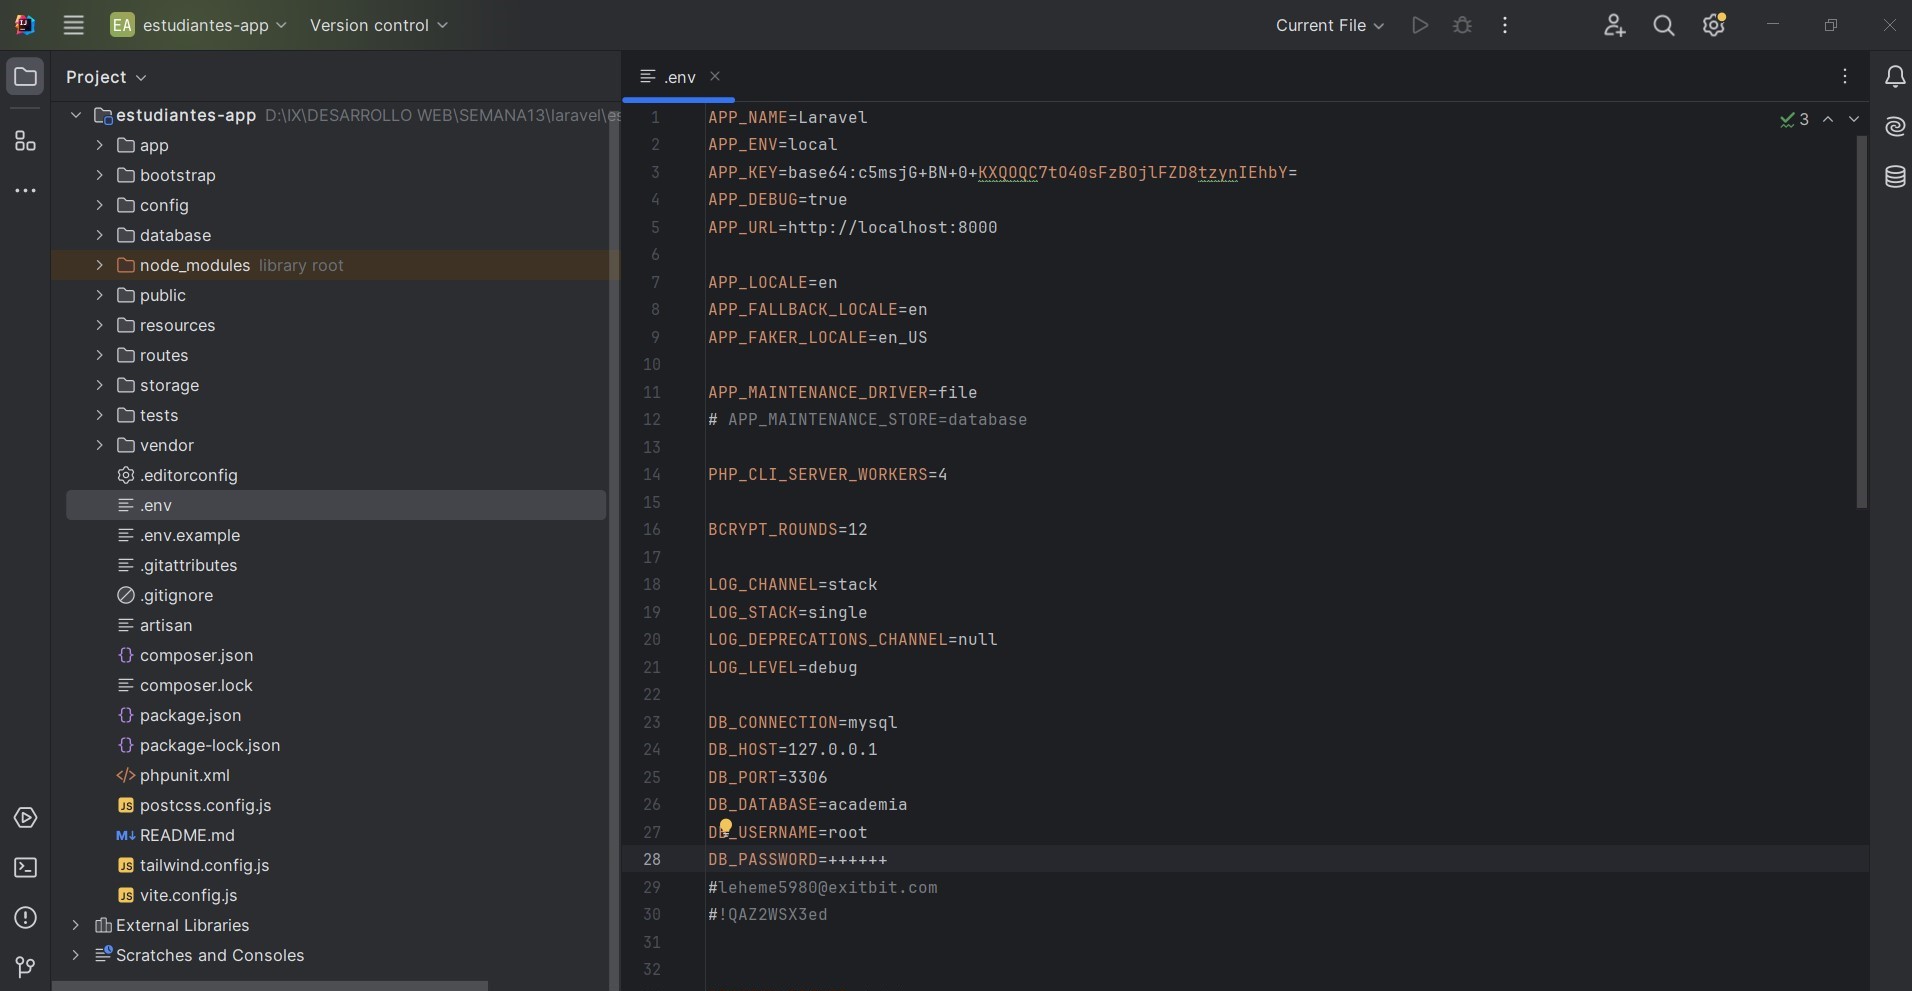 EA estudiantes-app Version control Current File
Project
estudiantes-app D:\IX\DESARROLLO WEB\SEMANA13\laravel\es
app
bootstrap
config
database
node_modules library root
public
resources
routes
storage
tests
vendor
.editorconfig
.env
.env.example
.gitattributes
.gitignore
artisan
{} composer.json
composer.lock
{} package.json
{} package-lock.json
</> phpunit.xml
JS postcss.config.js
M↓ README.md
JS tailwind.config.js
JS vite.config.js
External Libraries
Scratches and Consoles
.env
3
1 APP_NAME=Laravel
2 APP_ENV=local
3 APP_KEY=base64:c5msjG+BN+0+KXQOQC7tO40sFzBOjlFZD8tzynIEhbY=
4 APP_DEBUG=true
5 APP_URL=http://localhost:8000
6
7 APP_LOCALE=en
8 APP_FALLBACK_LOCALE=en
9 APP_FAKER_LOCALE=en_US
10
11 APP_MAINTENANCE_DRIVER=file
12 # APP_MAINTENANCE_STORE=database
13
14 PHP_CLI_SERVER_WORKERS=4
15
16 BCRYPT_ROUNDS=12
17
18 LOG_CHANNEL=stack
19 LOG_STACK=single
20 LOG_DEPRECATIONS_CHANNEL=null
21 LOG_LEVEL=debug
22
23 DB_CONNECTION=mysql
24 DB_HOST=127.0.0.1
25 DB_PORT=3306
26 DB_DATABASE=academia
27 DB_USERNAME=root
28 DB_PASSWORD=++++++
29 #leheme5980@exitbit.com
30 #!QAZ2WSX3ed
31
32